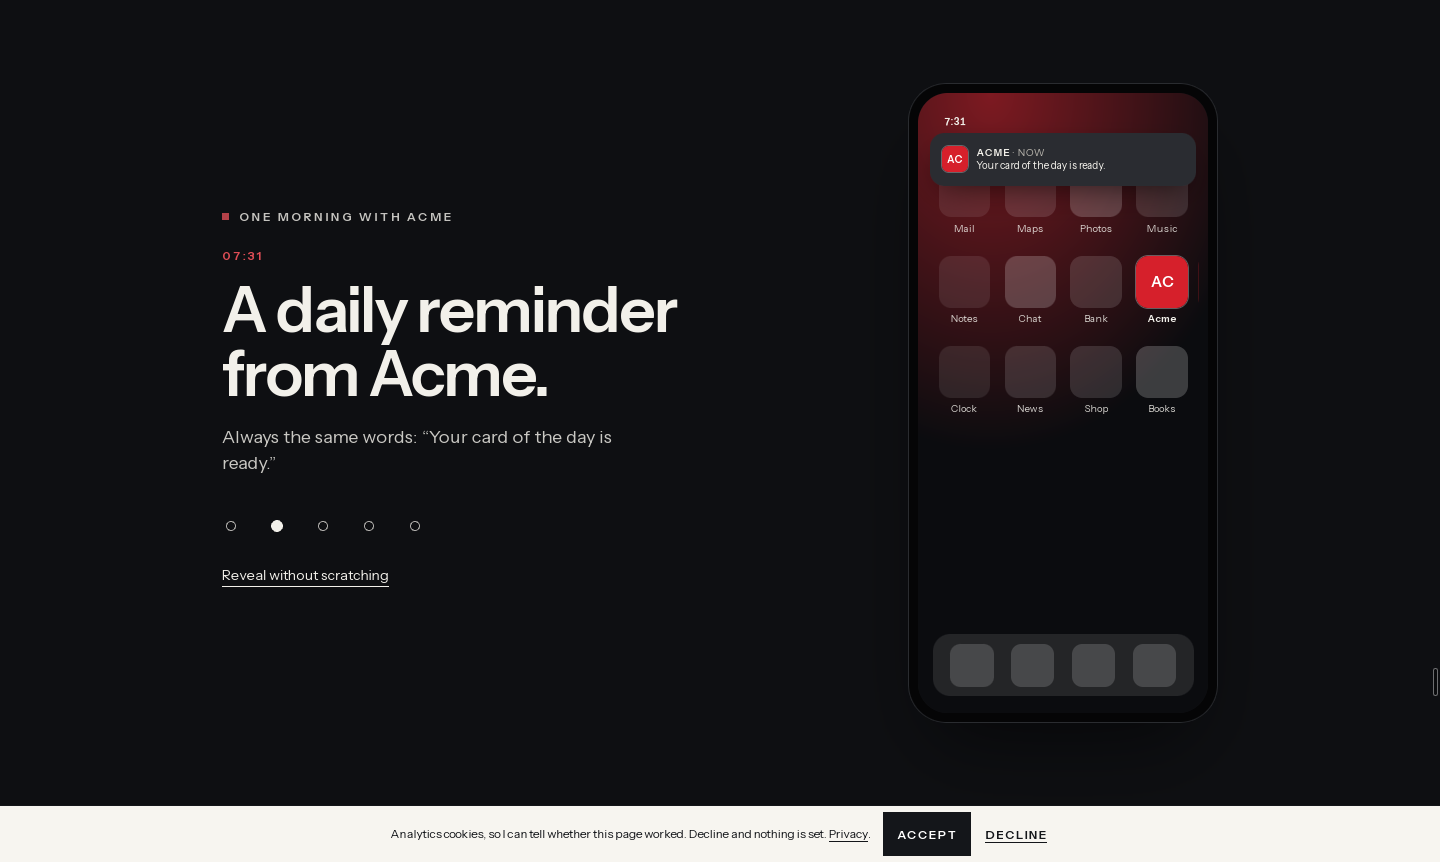 ONE MORNING WITH ACME
07:31
A daily reminder
from Acme.
Always the same words: “Your card of the day is
ready.”
Reveal without scratching
7:31
AC
ACME · NOW
Your card of the day is ready.
Mail Maps Photos Music
AC
Notes Chat Bank Acme
Clock News Shop Books
Analytics cookies, so I can tell whether this page worked. Decline and nothing is set. Privacy. ACCEPT DECLINE